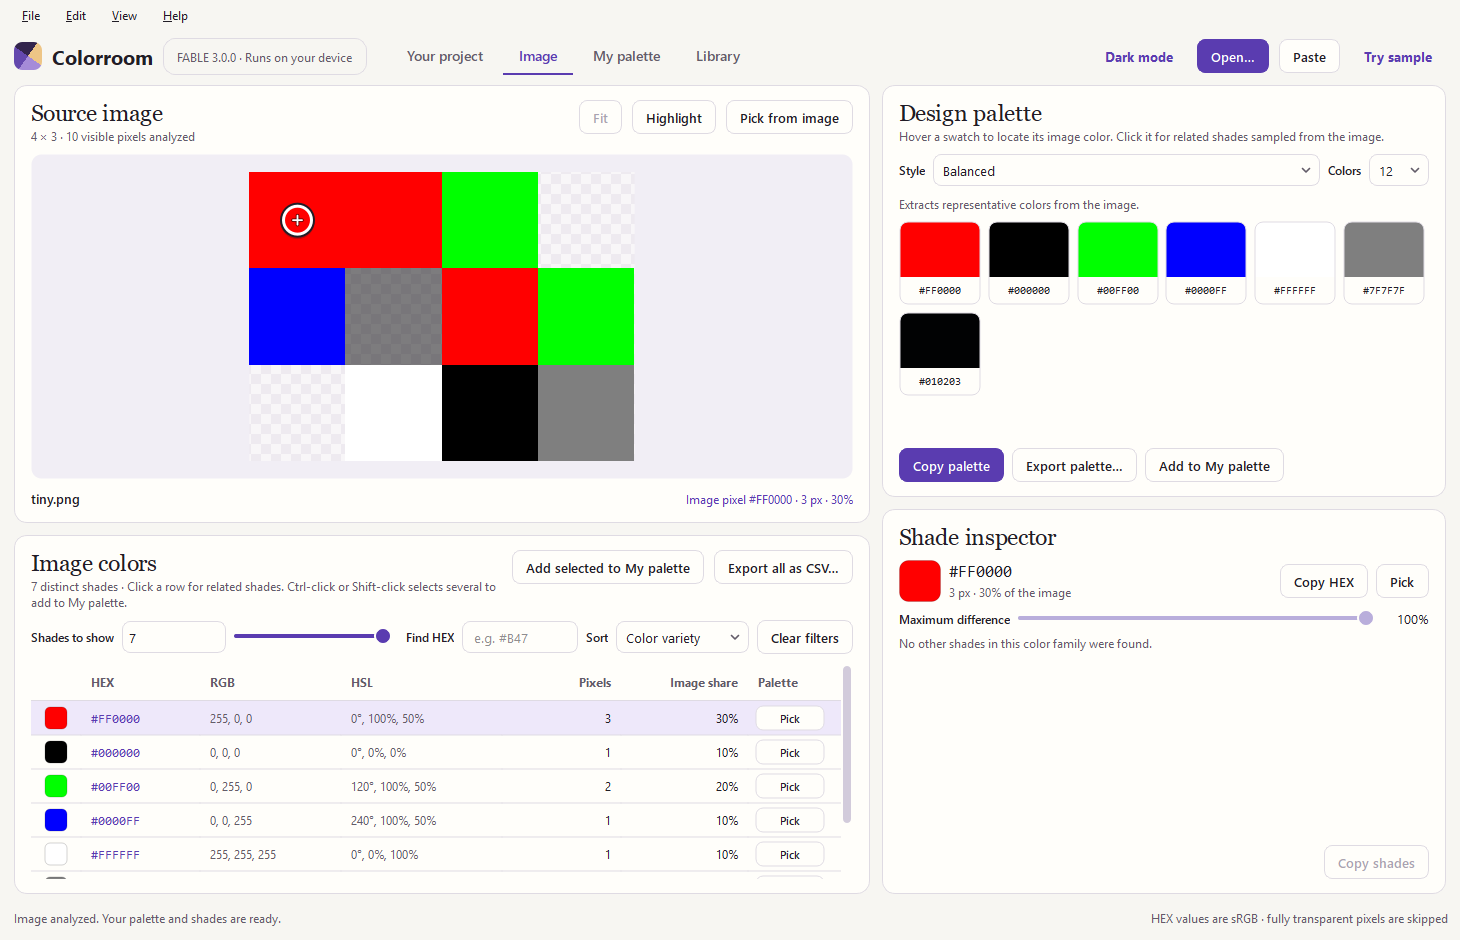 File Edit View Help
Colorroom
FABLE 3.0.0 · Runs on your device
Your project Image My palette Library
Dark mode Open... Paste Try sample
Source image
4 × 3 · 10 visible pixels analyzed
Fit Highlight Pick from image
tiny.png
Image pixel #FF0000 · 3 px · 30%
Image colors
7 distinct shades · Click a row for related shades. Ctrl-click or Shift-click selects several to
add to My palette.
Add selected to My palette Export all as CSV...
Shades to show 7 Find HEX e.g. #B47 Sort Color variety Clear filters
HEX RGB HSL Pixels Image share Palette
#FF0000 255, 0, 0 0°, 100%, 50% 3 30% Pick
#000000 0, 0, 0 0°, 0%, 0% 1 10% Pick
#00FF00 0, 255, 0 120°, 100%, 50% 2 20% Pick
#0000FF 0, 0, 255 240°, 100%, 50% 1 10% Pick
#FFFFFF 255, 255, 255 0°, 0%, 100% 1 10% Pick
Design palette
Hover a swatch to locate its image color. Click it for related shades sampled from the image.
Style Balanced Colors 12
Extracts representative colors from the image.
#FF0000 #000000 #00FF00 #0000FF #FFFFFF #7F7F7F
#010203
Copy palette Export palette... Add to My palette
Shade inspector
#FF0000
3 px · 30% of the image
Copy HEX Pick
Maximum difference 100%
No other shades in this color family were found.
Copy shades
Image analyzed. Your palette and shades are ready.
HEX values are sRGB · fully transparent pixels are skipped